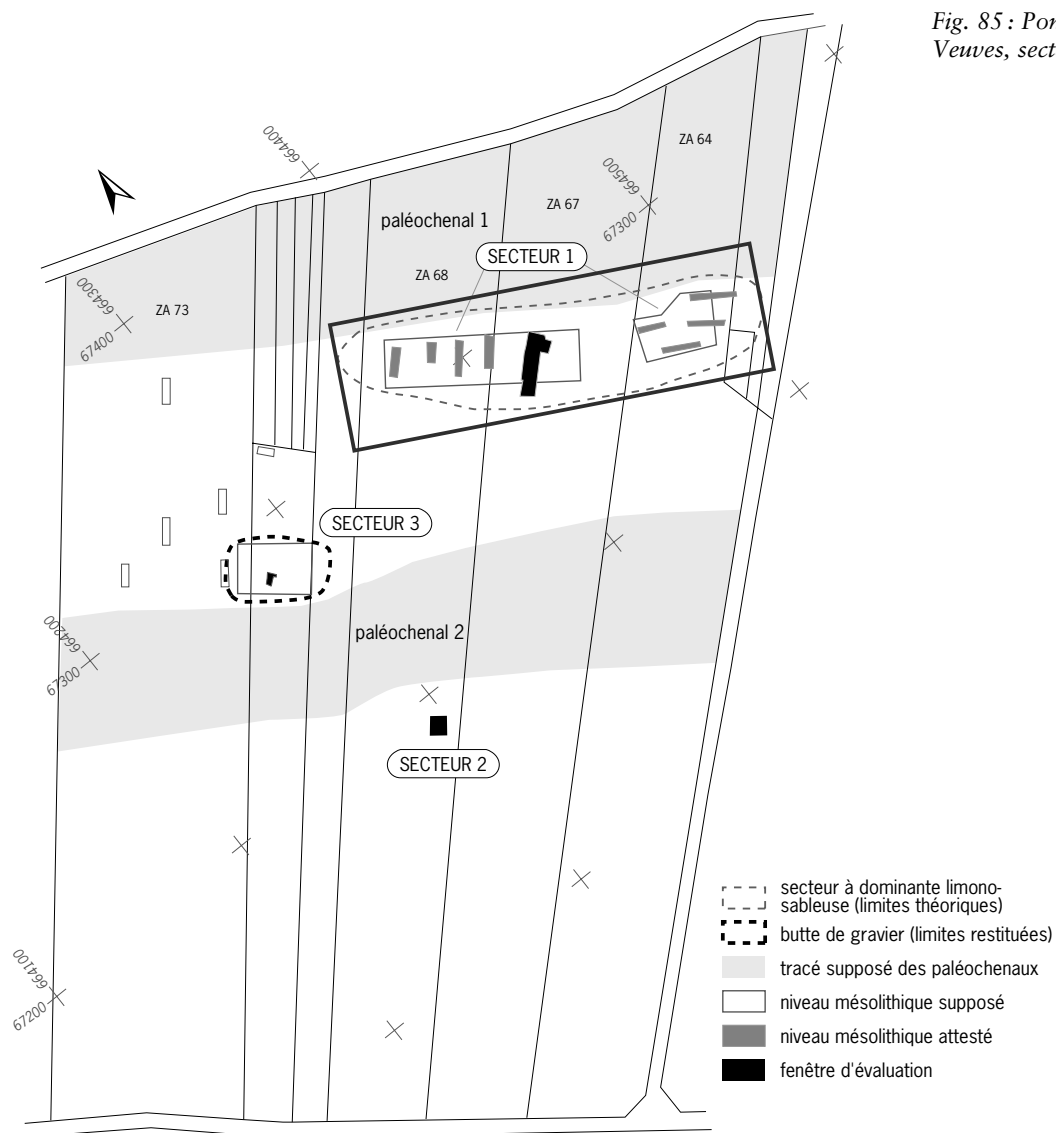 Fig. 85 : Por
Veuves, sect
664400
ZA 64
664500
67300
ZA 67
paléochenal 1
SECTEUR 1
ZA 68
664300
67400
ZA 73
SECTEUR 3
664200
67300
paléochenal 2
SECTEUR 2
664100
67200
secteur à dominante limono-
sableuse (limites théoriques)
butte de gravier (limites restituées)
tracé supposé des paléochenaux
niveau mésolithique supposé
niveau mésolithique attesté
fenêtre d'évaluation